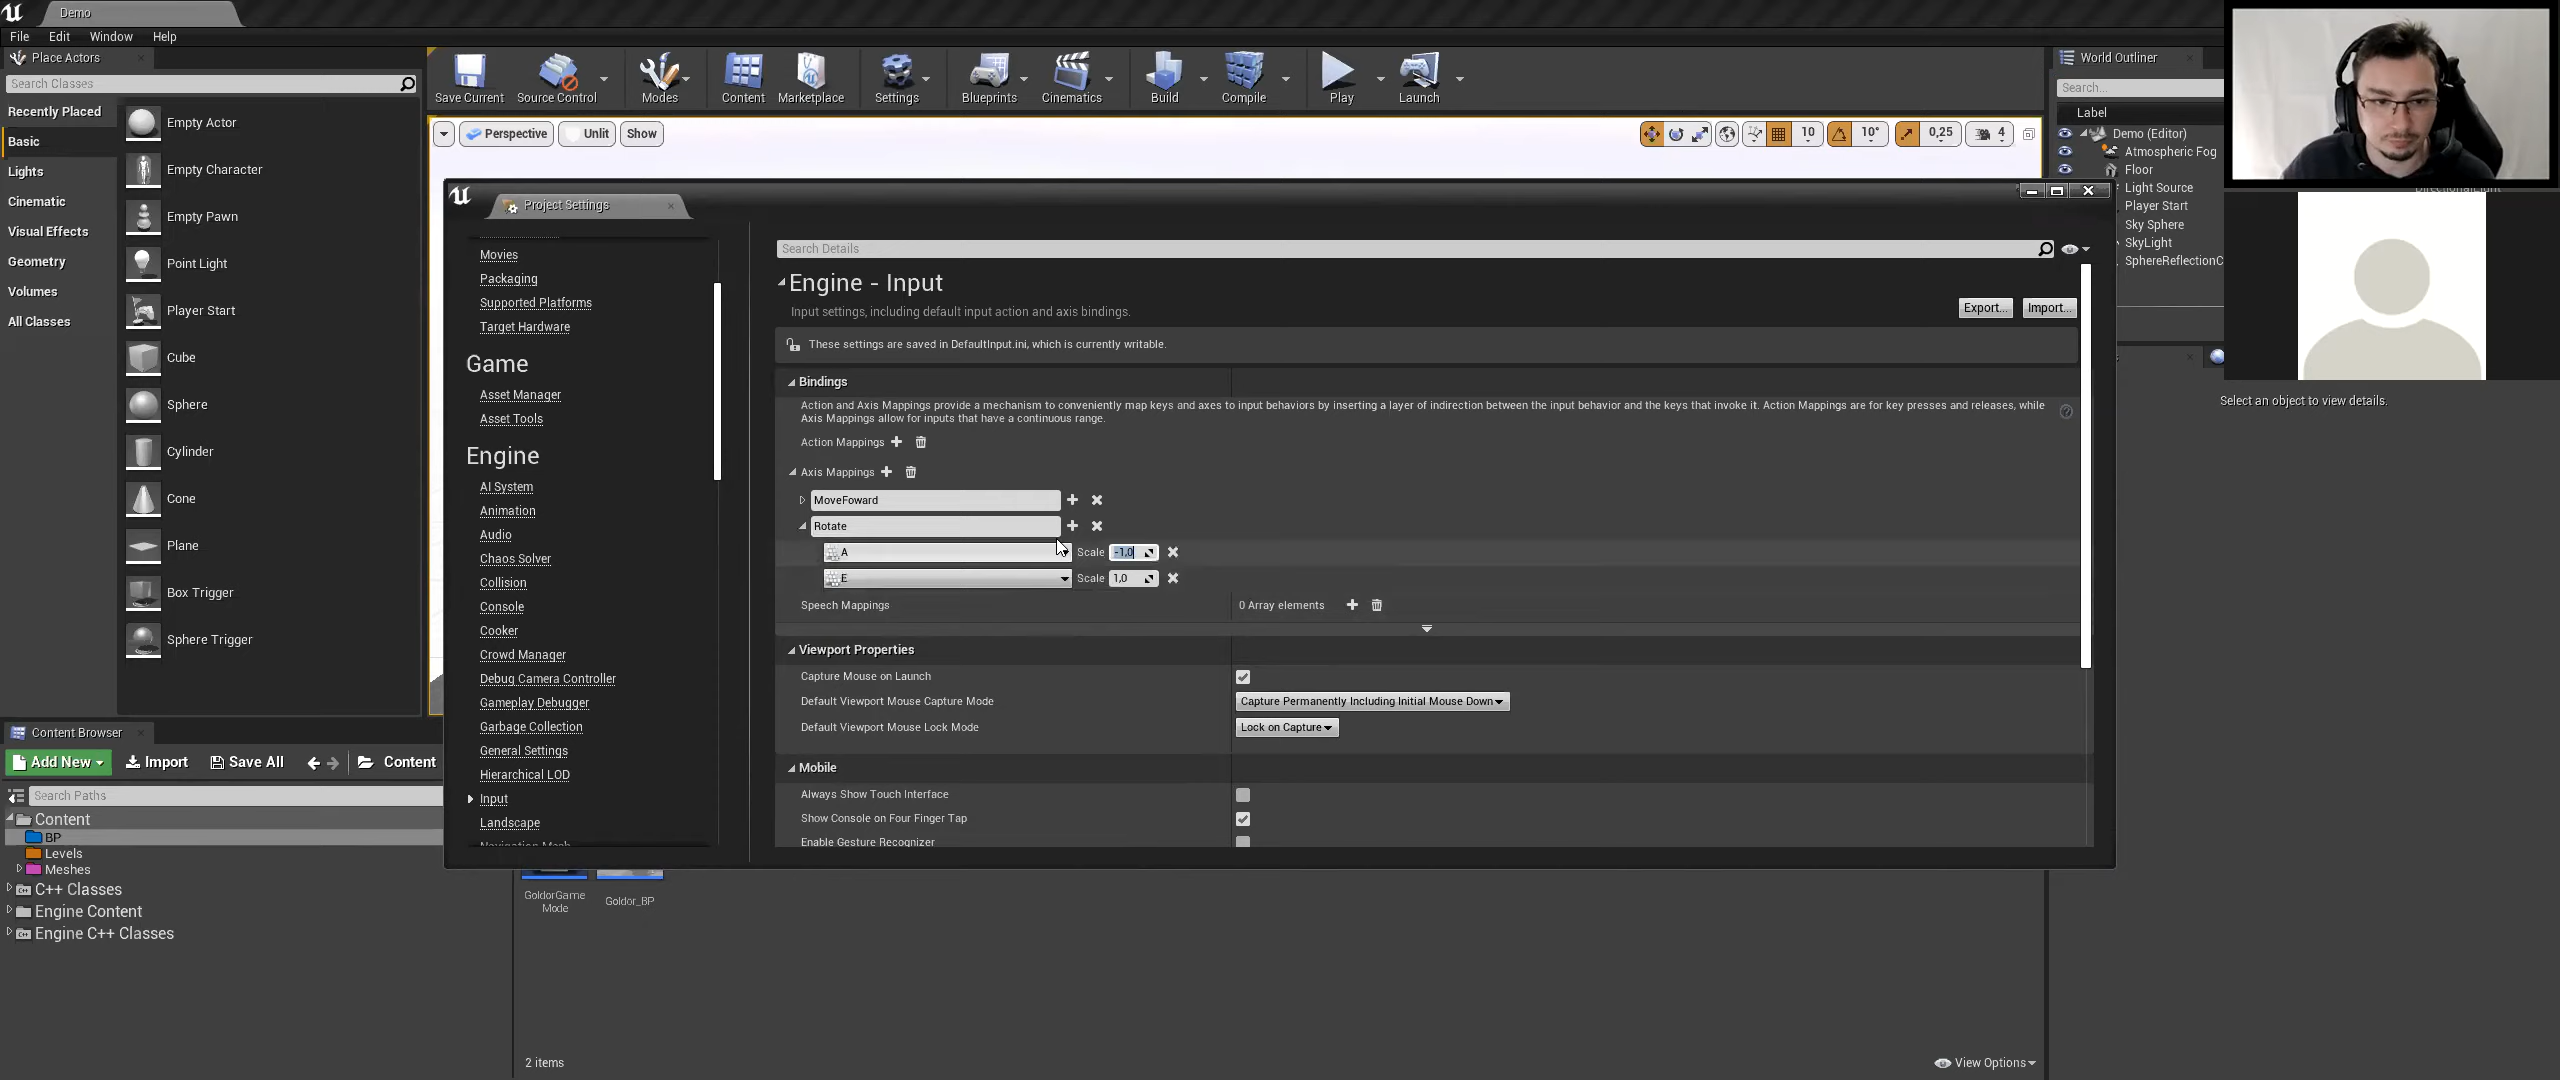 Demo
File Edit Window Help
Place Actors
Search Classes
Recently Placed
Basic
Lights
Cinematic
Visual Effects
Geometry
Volumes
All Classes
Empty Actor
Empty Character
Empty Pawn
Point Light
Player Start
Cube
Sphere
Cylinder
Cone
Plane
Box Trigger
Sphere Trigger
Save Current Source Control Modes Content Marketplace Settings Blueprints Cinematics Build Compile Play Launch
Perspective Unlit Show
10 10° 0,25 4
World Outliner
Search...
Label
Demo (Editor)
Atmospheric Fog
Floor
Light Source
Player Start
Sky Sphere
SkyLight
SphereReflectionC
Select an object to view details.
Project Settings
Movies
Packaging
Supported Platforms
Target Hardware
Game
Asset Manager
Asset Tools
Engine
AI System
Animation
Audio
Chaos Solver
Collision
Console
Cooker
Crowd Manager
Debug Camera Controller
Gameplay Debugger
Garbage Collection
General Settings
Hierarchical LOD
Input
Landscape
Search Details
Engine - Input
Input settings, including default input action and axis bindings.
Export... Import...
These settings are saved in DefaultInput.ini, which is currently writable.
Bindings
Action and Axis Mappings provide a mechanism to conveniently map keys and axes to input behaviors by inserting a layer of indirection between the input behavior and the keys that invoke it. Action Mappings are for key presses and releases, while
Axis Mappings allow for inputs that have a continuous range.
Action Mappings
Axis Mappings
MoveFoward
Rotate
A Scale -1,0
E Scale 1,0
Speech Mappings 0 Array elements
Viewport Properties
Capture Mouse on Launch
Default Viewport Mouse Capture Mode Capture Permanently Including Initial Mouse Down
Default Viewport Mouse Lock Mode Lock on Capture
Mobile
Always Show Touch Interface
Show Console on Four Finger Tap
Enable Gesture Recognizer
Content Browser
Add New Import Save All Content
Search Paths
Content
BP
Levels
Meshes
C++ Classes
Engine Content
Engine C++ Classes
GoldorGame
Mode
Goldor_BP
2 items
View Options